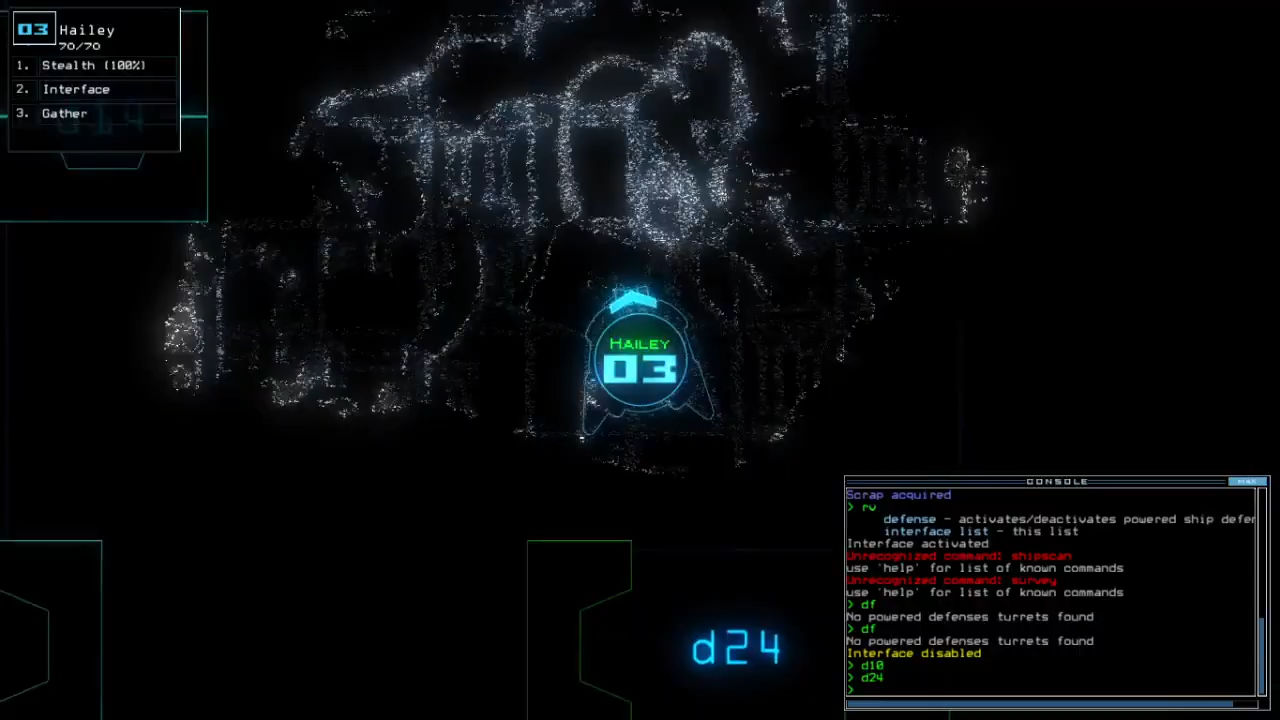 03 Hailey
70/70
1. Stealth (100%)
2. Interface
3. Gather
HAILEY
03
d24
CONSOLE
Scrap acquired
> rv
defense - activates/deactivates powered ship defer
interface list - this list
Interface activated
Unrecognized command: shipscan
use 'help' for list of known commands
Unrecognized command: survey
use 'help' for list of known commands
> df
No powered defenses turrets found
> df
No powered defenses turrets found
Interface disabled
> d10
> d24
>